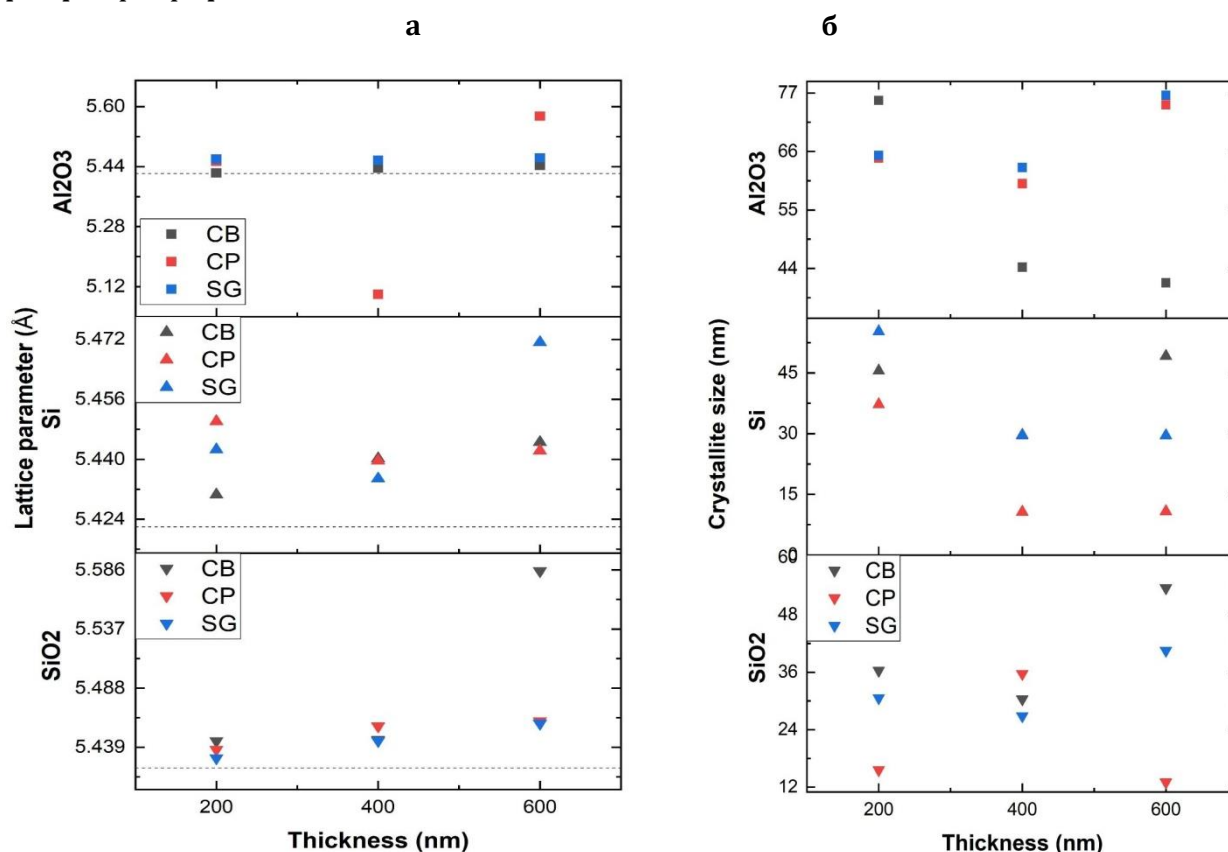 а
б
Lattice parameter (Å)
Al2O3
5.60
5.44
5.28
5.12
CB
CP
SG
Si
5.472
5.456
5.440
5.424
CB
CP
SG
SiO2
5.586
5.537
5.488
5.439
CB
CP
SG
200
400
600
Thickness (nm)
Crystallite size (nm)
Al2O3
77
66
55
44
Si
45
30
15
0
SiO2
60
48
36
24
12
CB
CP
SG
200
400
600
Thickness (nm)